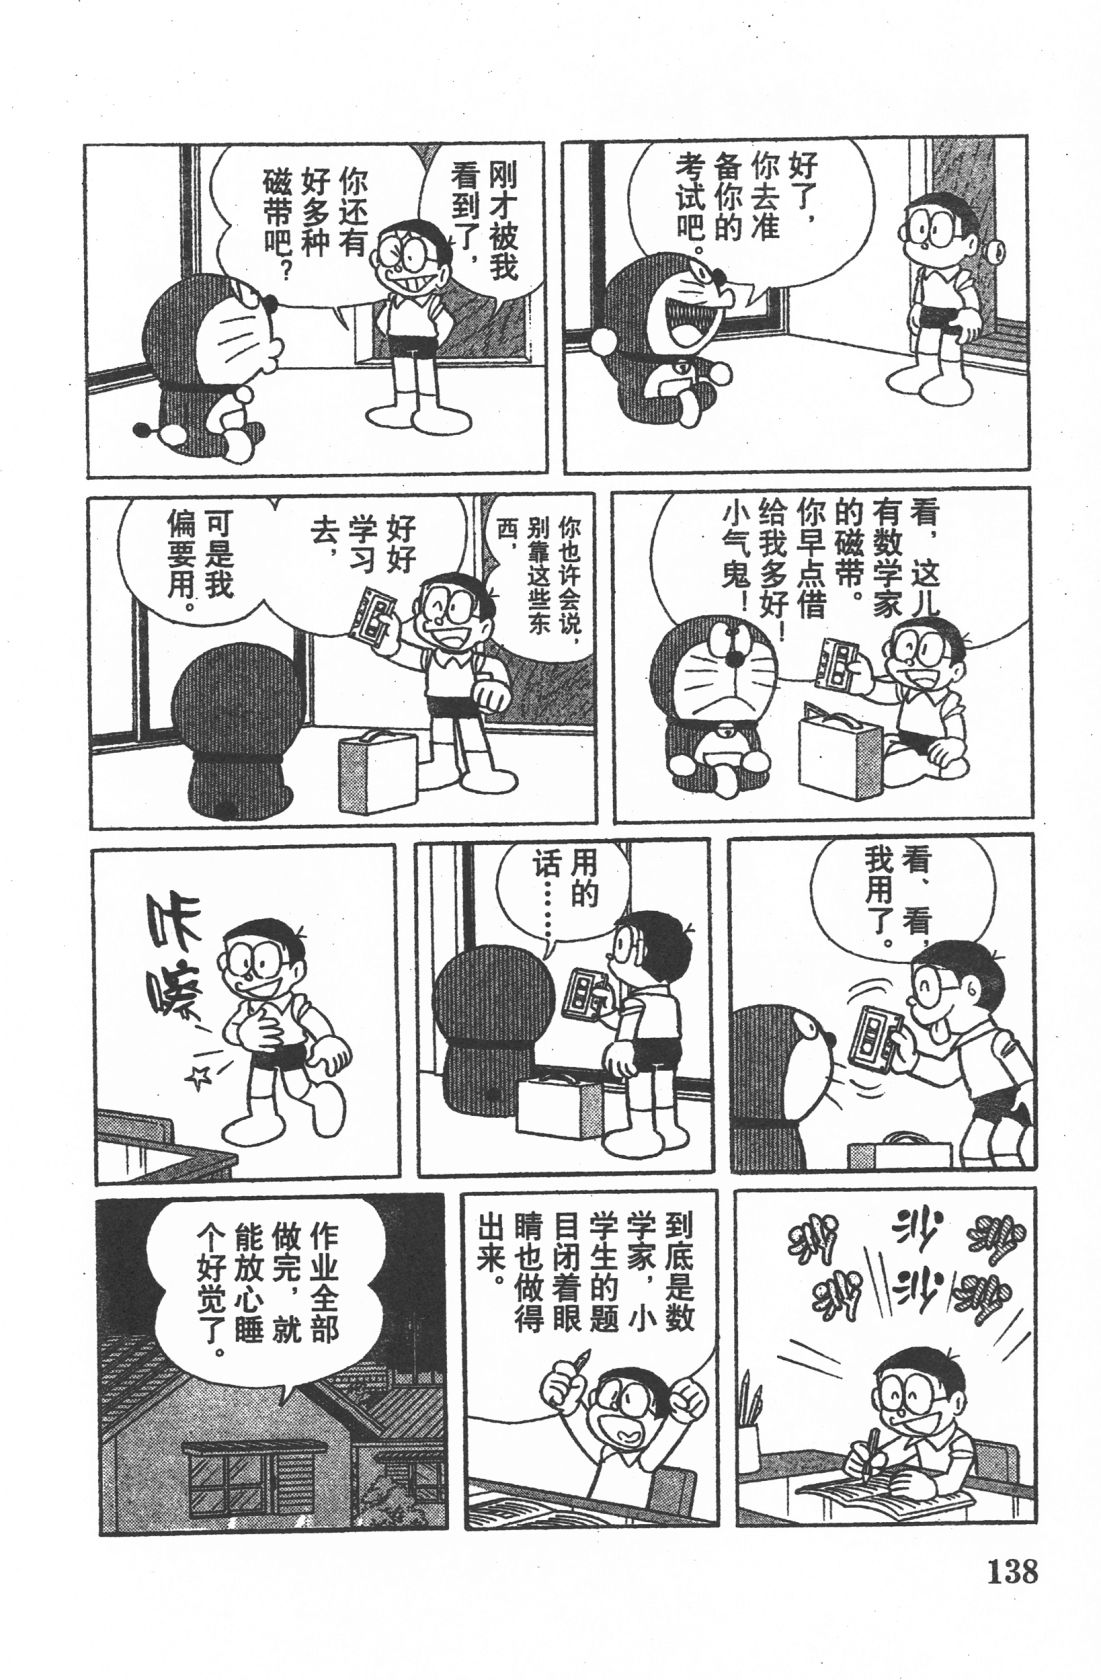 好了，
你去准
备你的
考试吧。
刚才被我
看到了，
你还有
好多种
磁带吧？
看，这儿
有数学家
的磁带。
你早点借
给我多好！
小气鬼！
你也许会说，
别靠这些东
西，
好好
学习
去，
可是我
偏要用。
看、看，
我用了。
用的
话……
咔
嚓
沙
沙
到底是数
学家，小
学生的题
目闭着眼
睛也做得
出来。
作业全部
做完，就
能放心睡
个好觉了。
138